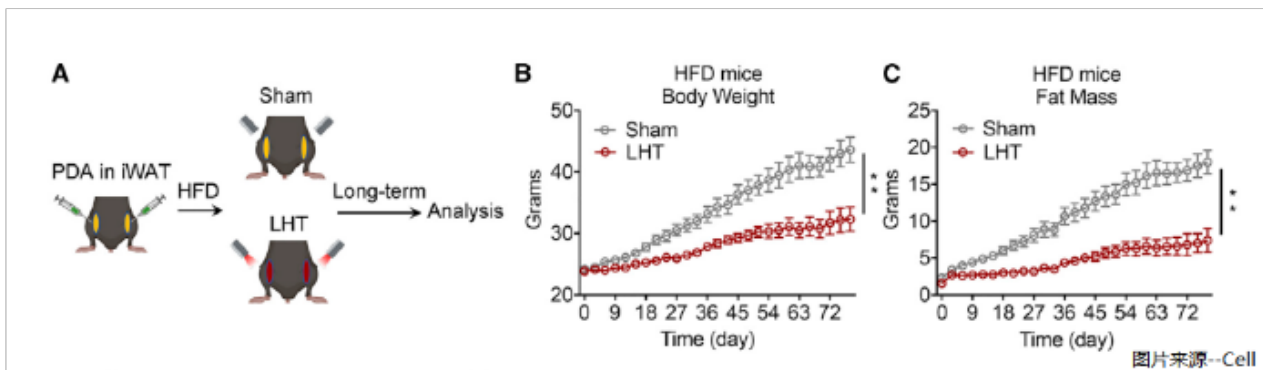 A
Sham
PDA in iWAT
HFD
Long-term
Analysis
LHT
B
HFD mice
Body Weight
50
40
30
20
Grams
Sham
LHT
**
0 9 18 27 36 45 54 63 72
Time (day)
C
HFD mice
Fat Mass
25
20
15
10
5
0
Grams
Sham
LHT
**
0 9 18 27 36 45 54 63 72
Time (day)
图片来源--Cell